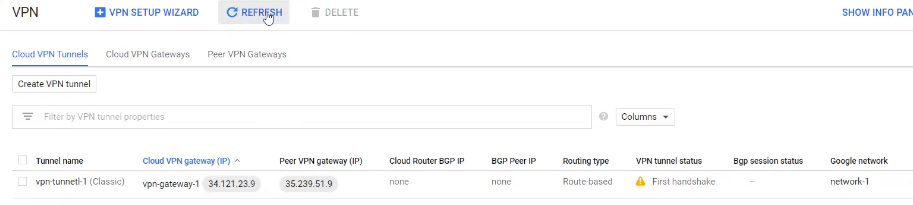 VPN VPN SETUP WIZARD REFRESH DELETE SHOW INFO PAN
Cloud VPN Tunnels Cloud VPN Gateways Peer VPN Gateways
Create VPN tunnel
Filter by VPN tunnel properties Columns
Tunnel name Cloud VPN gateway (IP) Peer VPN gateway (IP) Cloud Router BGP IP BGP Peer IP Routing type VPN tunnel status Bgp session status Google network
vpn-tunnetl-1 (Classic) vpn-gateway-1 34.121.23.9 35.239.51.9 none none Route-based First handshake – network-1